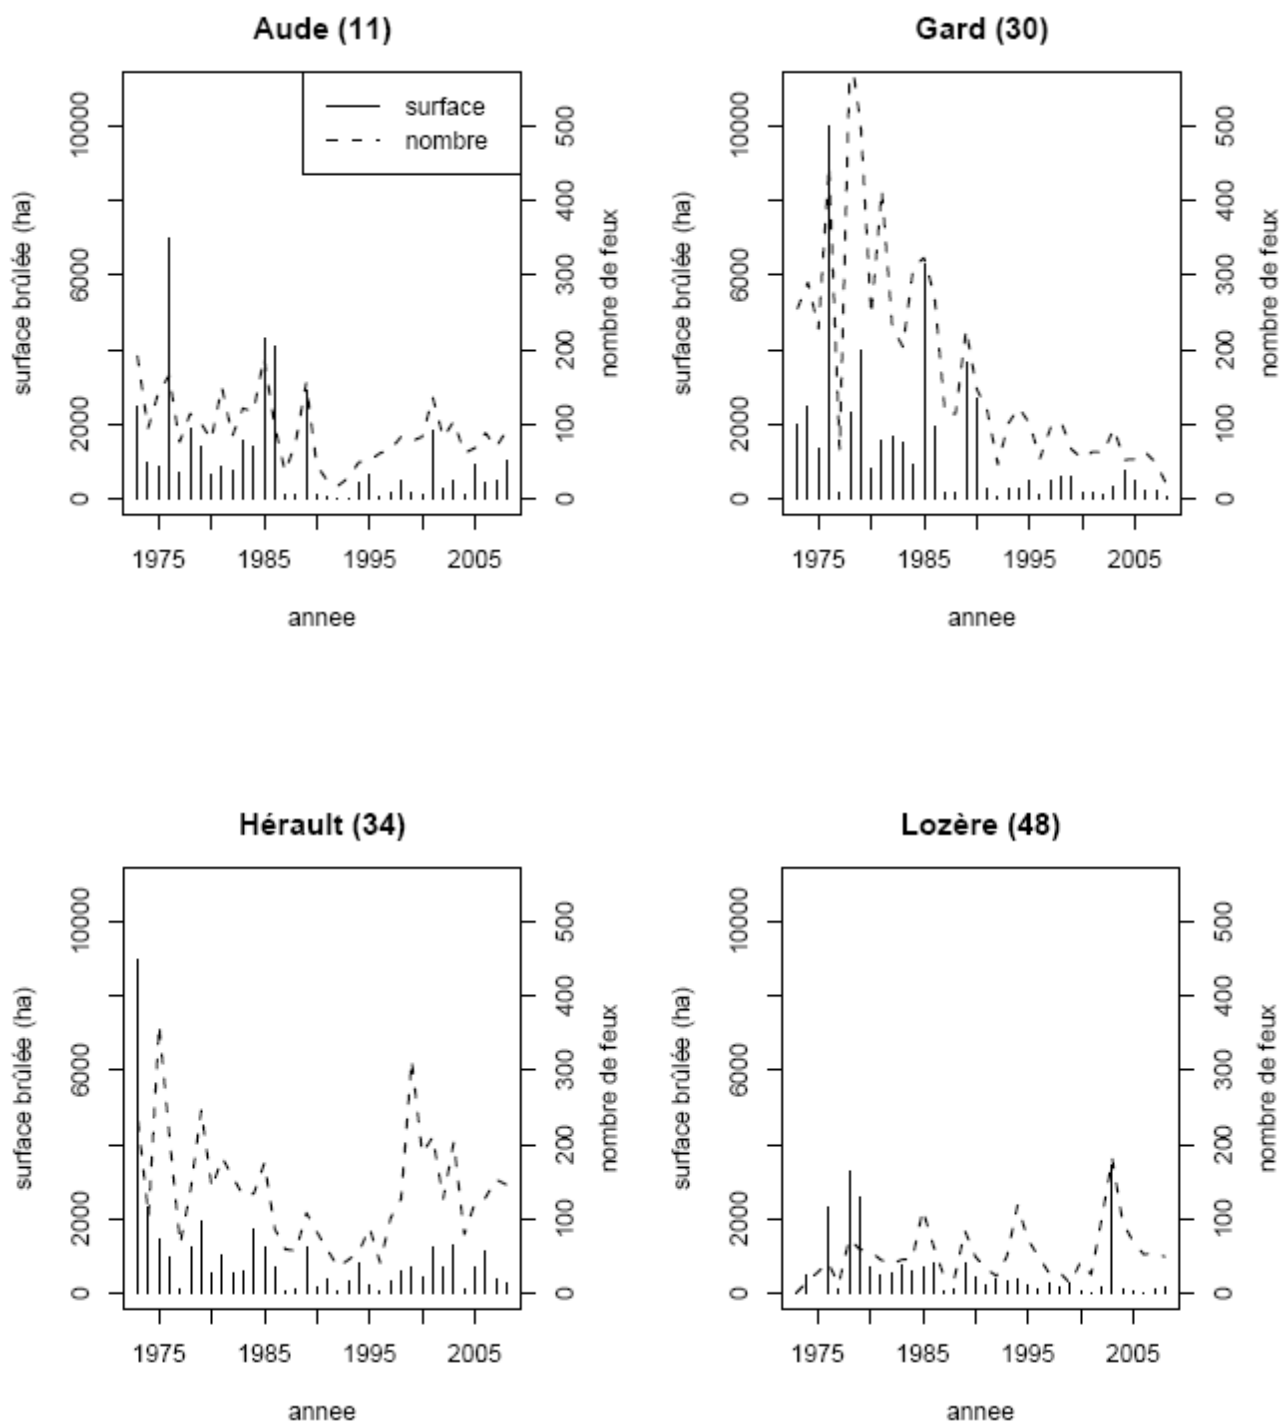 Aude (11)
surface
nombre
surface brûlée (ha)
0 2000 6000 10000
nombre de feux
0 100 200 300 400 500
1975 1985 1995 2005
annee
Gard (30)
surface brûlée (ha)
0 2000 6000 10000
nombre de feux
0 100 200 300 400 500
1975 1985 1995 2005
annee
Hérault (34)
surface brûlée (ha)
0 2000 6000 10000
nombre de feux
0 100 200 300 400 500
1975 1985 1995 2005
annee
Lozère (48)
surface brûlée (ha)
0 2000 6000 10000
nombre de feux
0 100 200 300 400 500
1975 1985 1995 2005
annee